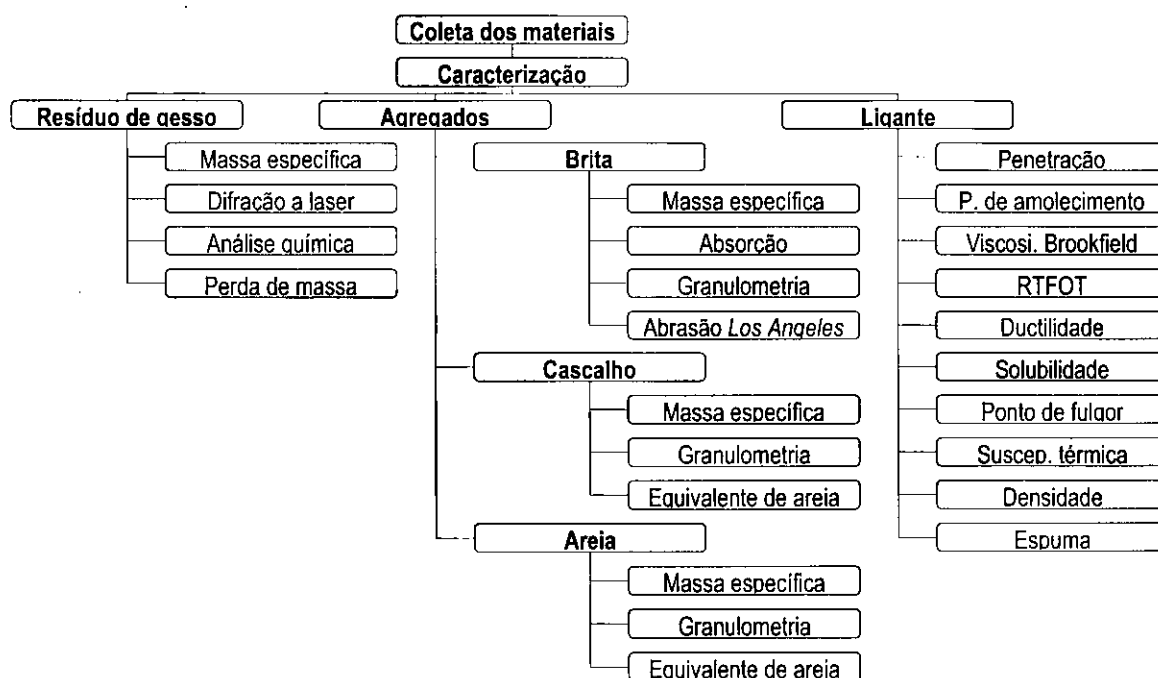 Coleta dos materiais
Caracterização
Resíduo de gesso
Massa específica
Difração a laser
Análise química
Perda de massa
Agregados
Brita
Massa específica
Absorção
Granulometria
Abrasão Los Angeles
Cascalho
Massa específica
Granulometria
Equivalente de areia
Areia
Massa específica
Granulometria
Equivalente de areia
Ligante
Penetração
P. de amolecimento
Viscosi. Brookfield
RTFOT
Ductilidade
Solubilidade
Ponto de fulgor
Suscep. térmica
Densidade
Espuma